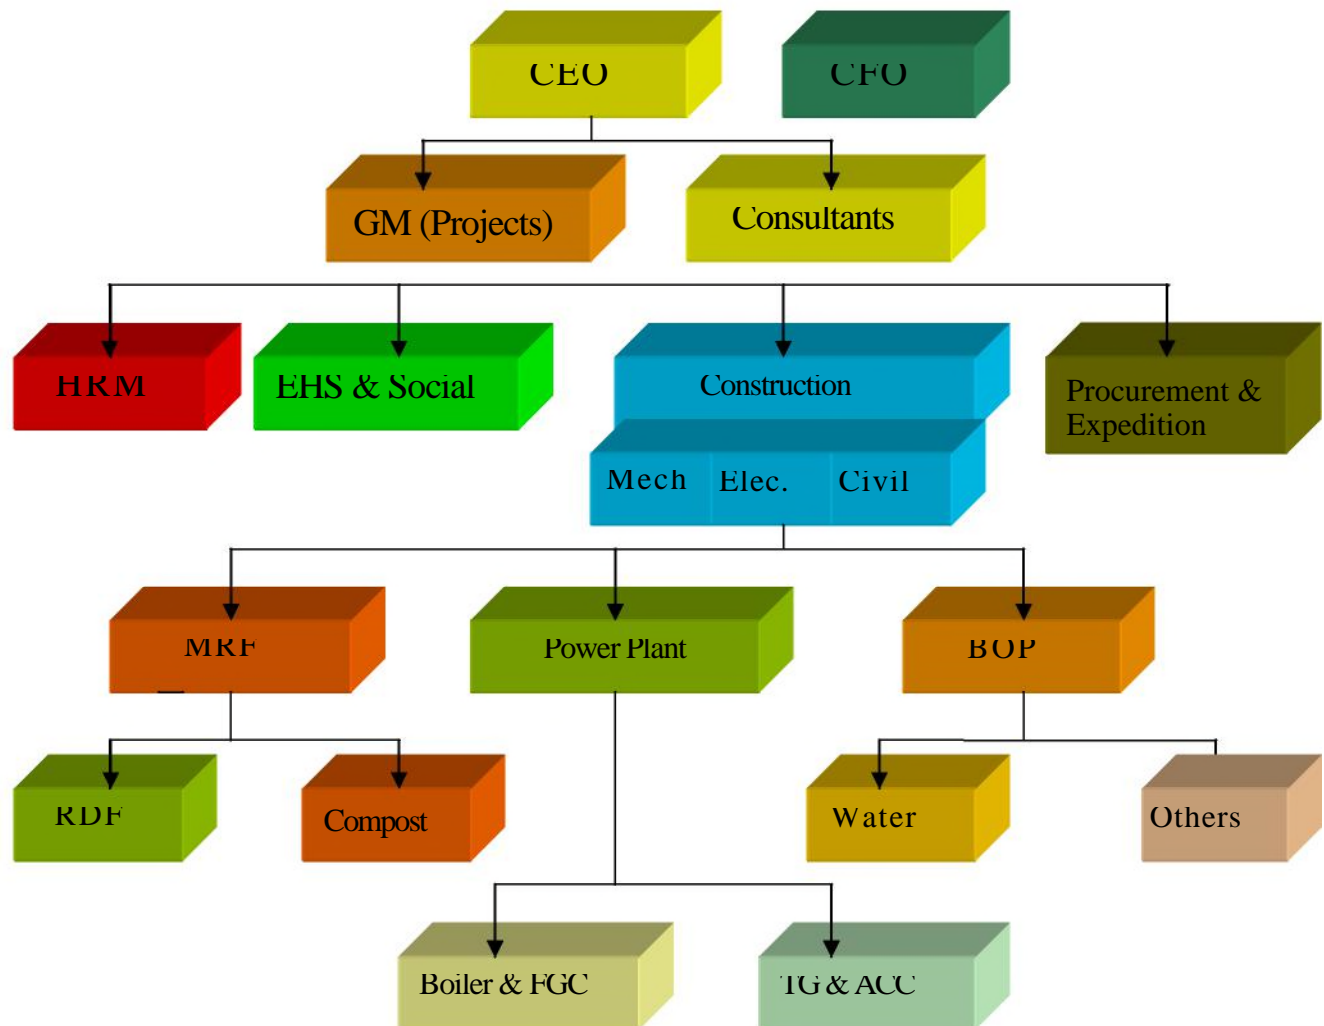 CEO
CFO
GM (Projects)
Consultants
HRM
EHS & Social
Construction
Procurement &
Expedition
Mech Elec. Civil
MRF
Power Plant
BOP
RDF
Compost
Water
Others
Boiler & FGC
TG & ACC